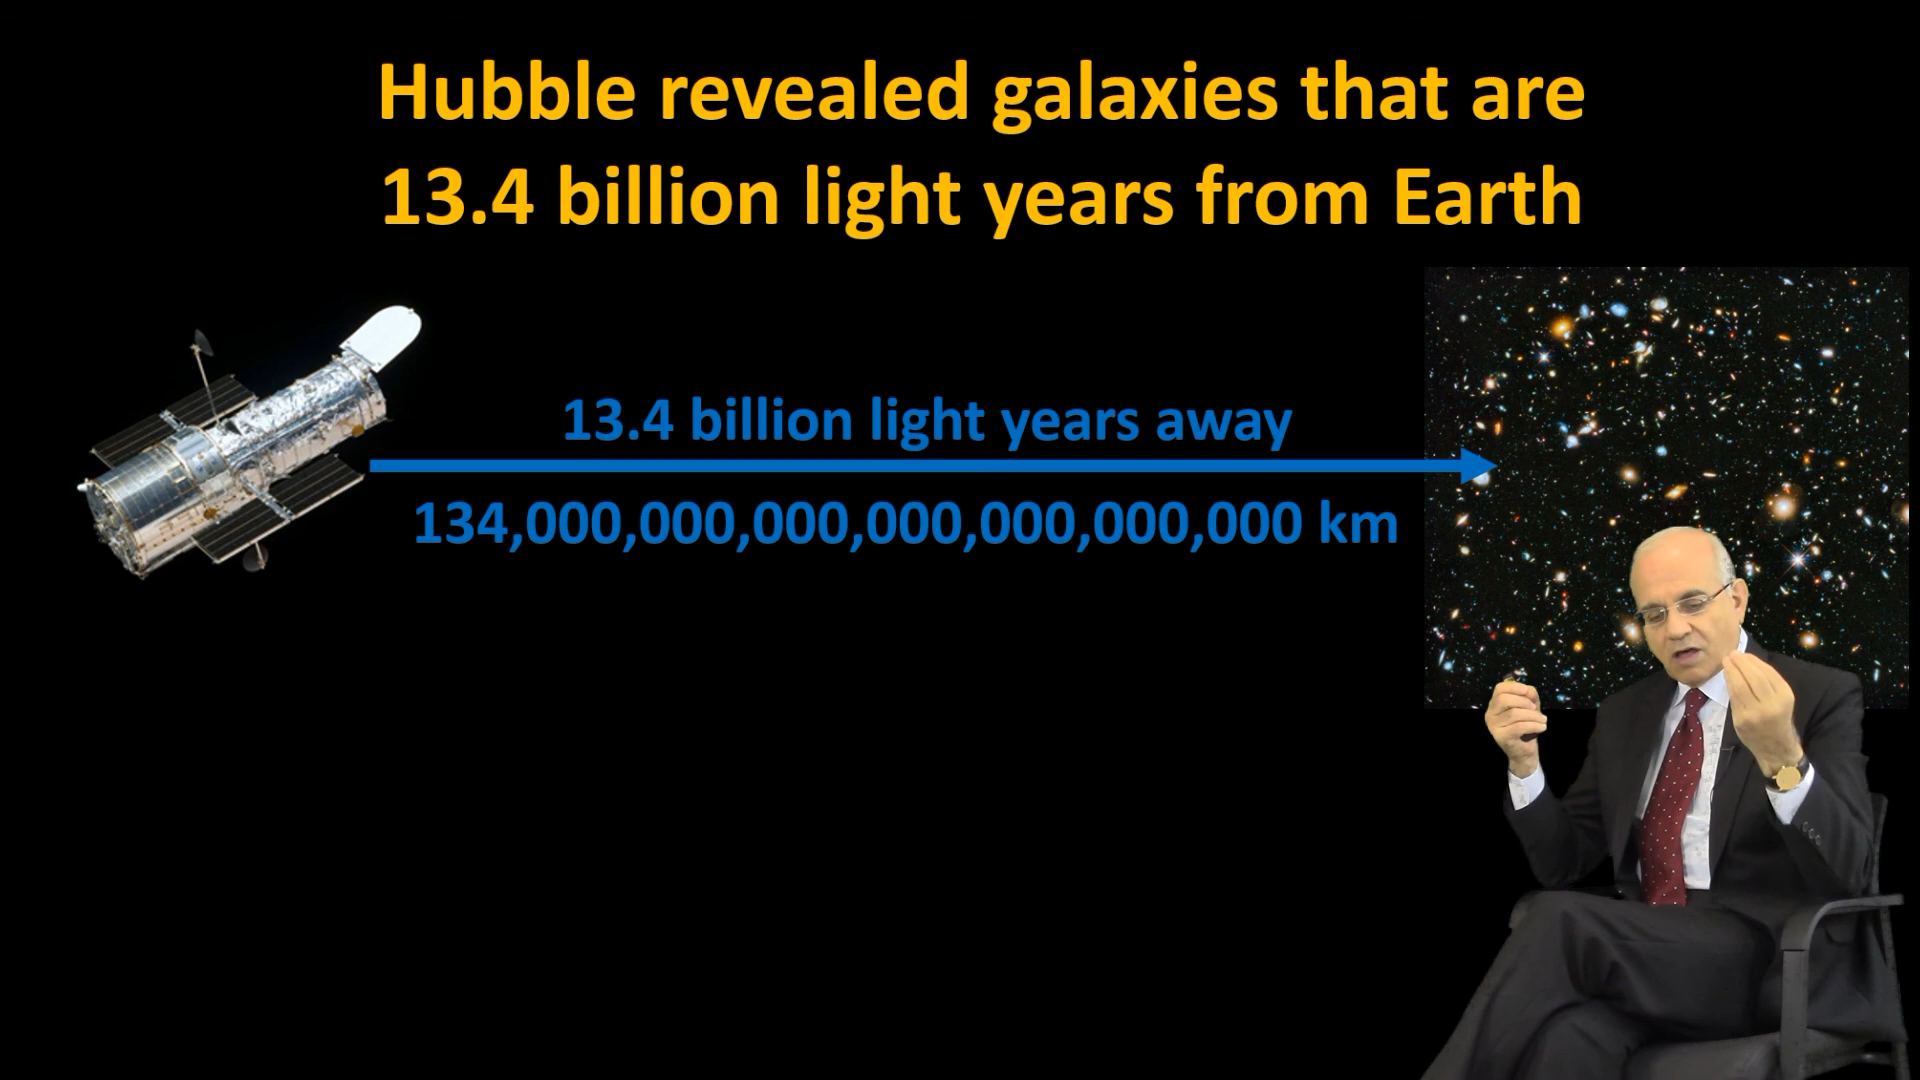 Hubble revealed galaxies that are
13.4 billion light years from Earth
13.4 billion light years away
134,000,000,000,000,000,000,000 km